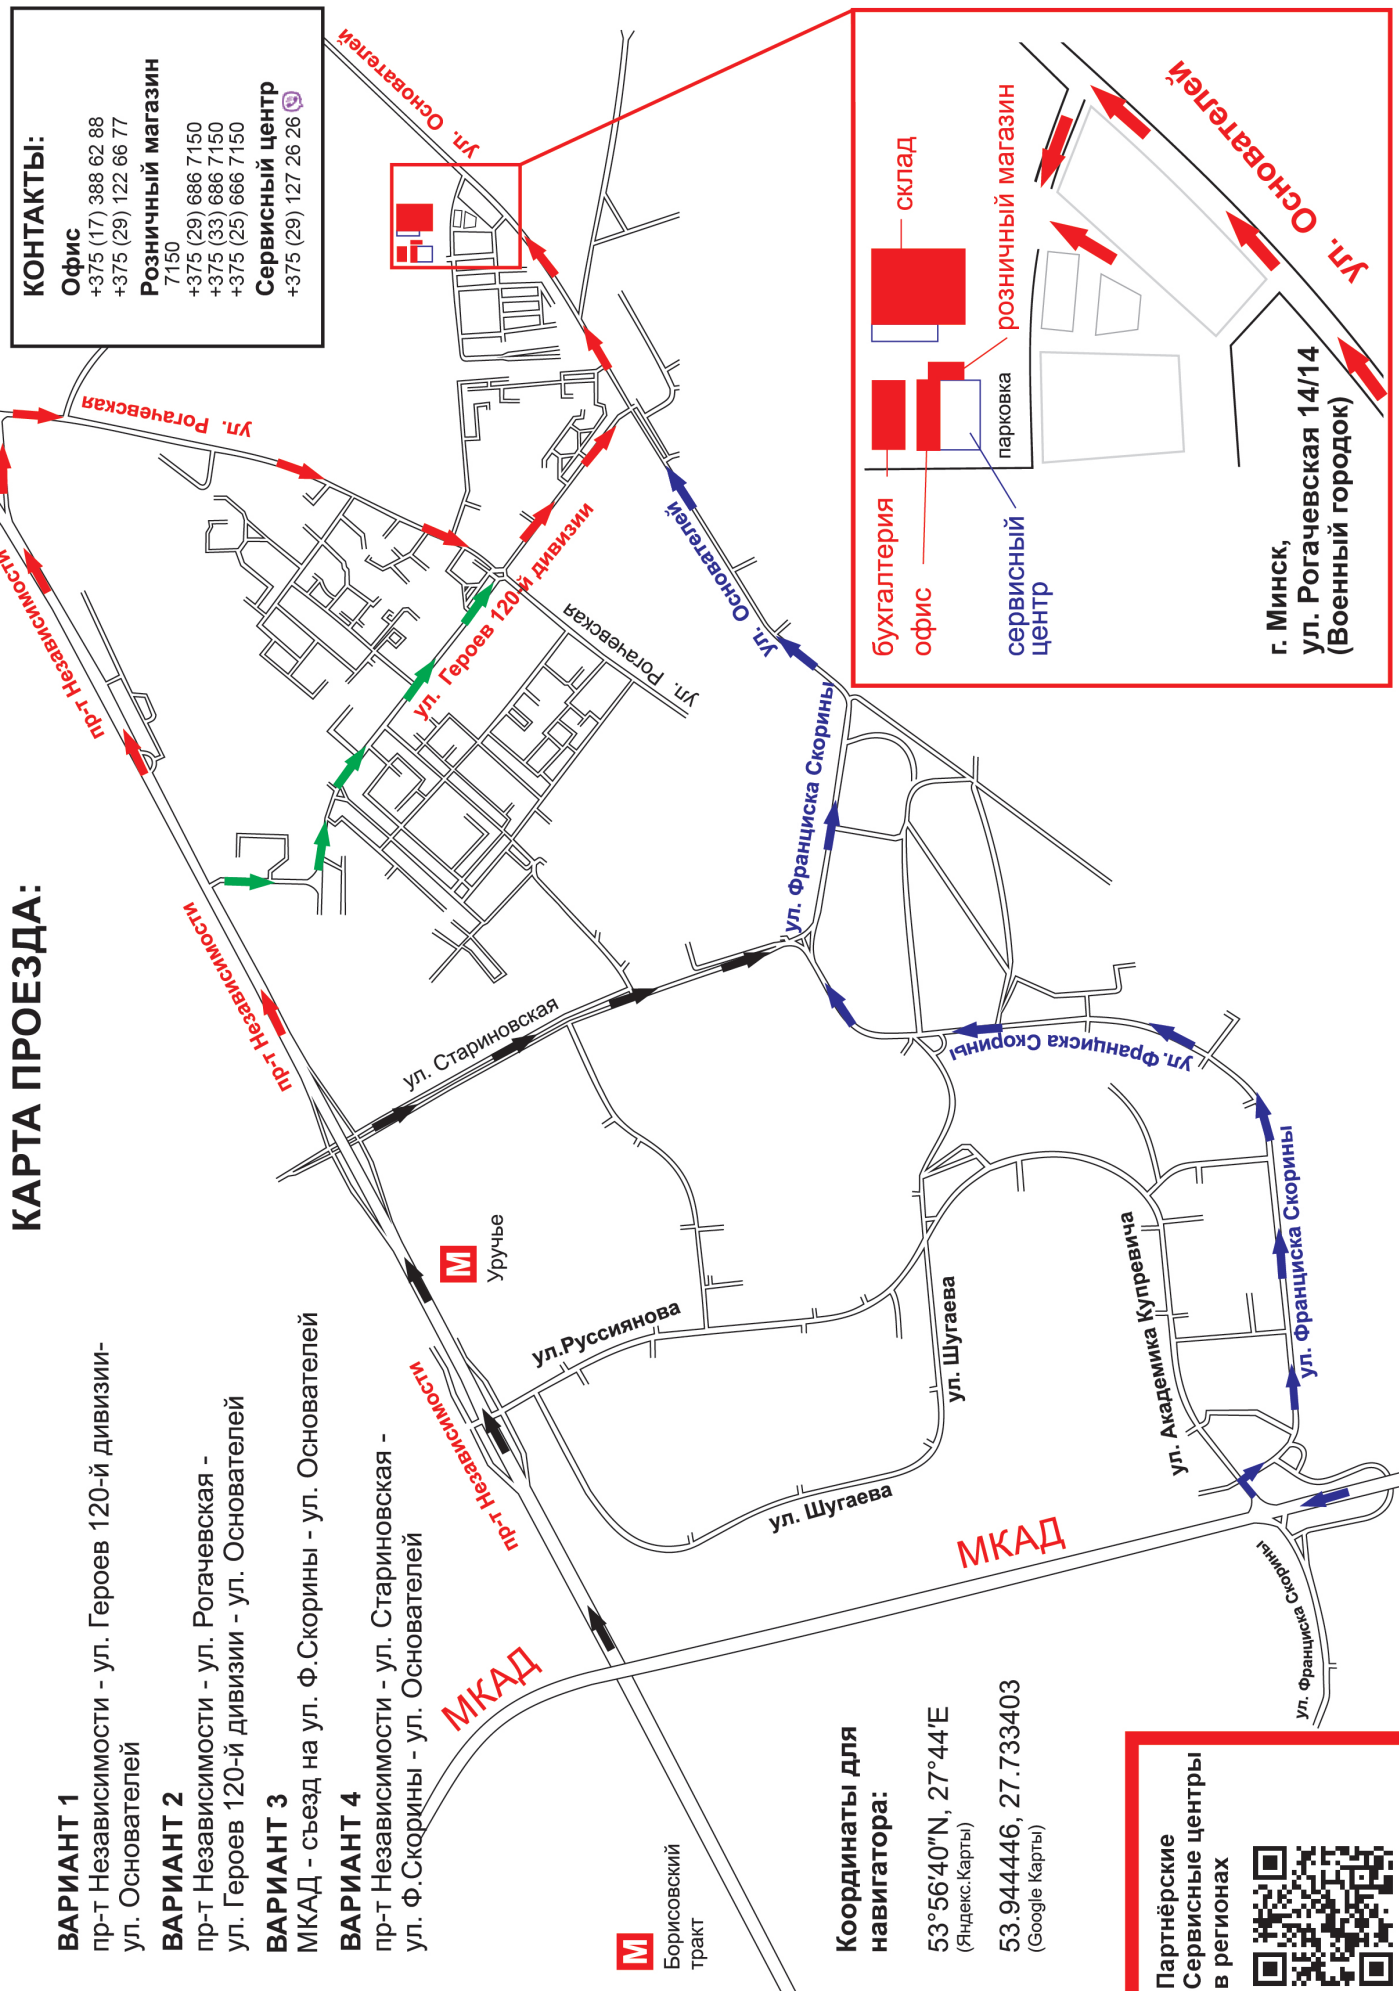 КАРТА ПРОЕЗДА:
ВАРИАНТ 1
пр-т Независимости - ул. Героев 120-й дивизии-
ул. Основателей
ВАРИАНТ 2
пр-т Независимости - ул. Рогачевская -
ул. Героев 120-й дивизии - ул. Основателей
ВАРИАНТ 3
МКАД - съезд на ул. Ф.Скорины - ул. Основателей
ВАРИАНТ 4
пр-т Независимости - ул. Стариновская -
ул. Ф.Скорины - ул. Основателей
КОНТАКТЫ:
Офис
+375 (17) 388 62 88
+375 (29) 122 66 77
Розничный магазин
7150
+375 (29) 686 7150
+375 (33) 686 7150
+375 (25) 666 7150
Сервисный центр
+375 (29) 127 26 26
М
Борисовский
тракт
М
Уручье
МКАД
МКАД
пр-т Независимости
пр-т Независимости
пр-т Независимости
Независимости
ул. Рогачевская
ул. Основателей
ул. Героев 120-й дивизии
ул. Рогачевская
ул. Основателей
ул. Стариновская
ул. Франциска Скорины
ул. Франциска Скорины
ул. Франциска Скорины
ул. Франциска Скорины
ул.Руссиянова
ул. Шугаева
ул. Шугаева
ул. Академика Купревича
Координаты для
навигатора:
53°56′40″N, 27°44′E
(Яндекс.Карты)
53.944446, 27.733403
(Google Карты)
Партнёрские
Сервисные центры
в регионах
бухгалтерия
офис
склад
розничный магазин
сервисный
центр
парковка
ул. Основателей
г. Минск,
ул. Рогачевская 14/14
(Военный городок)